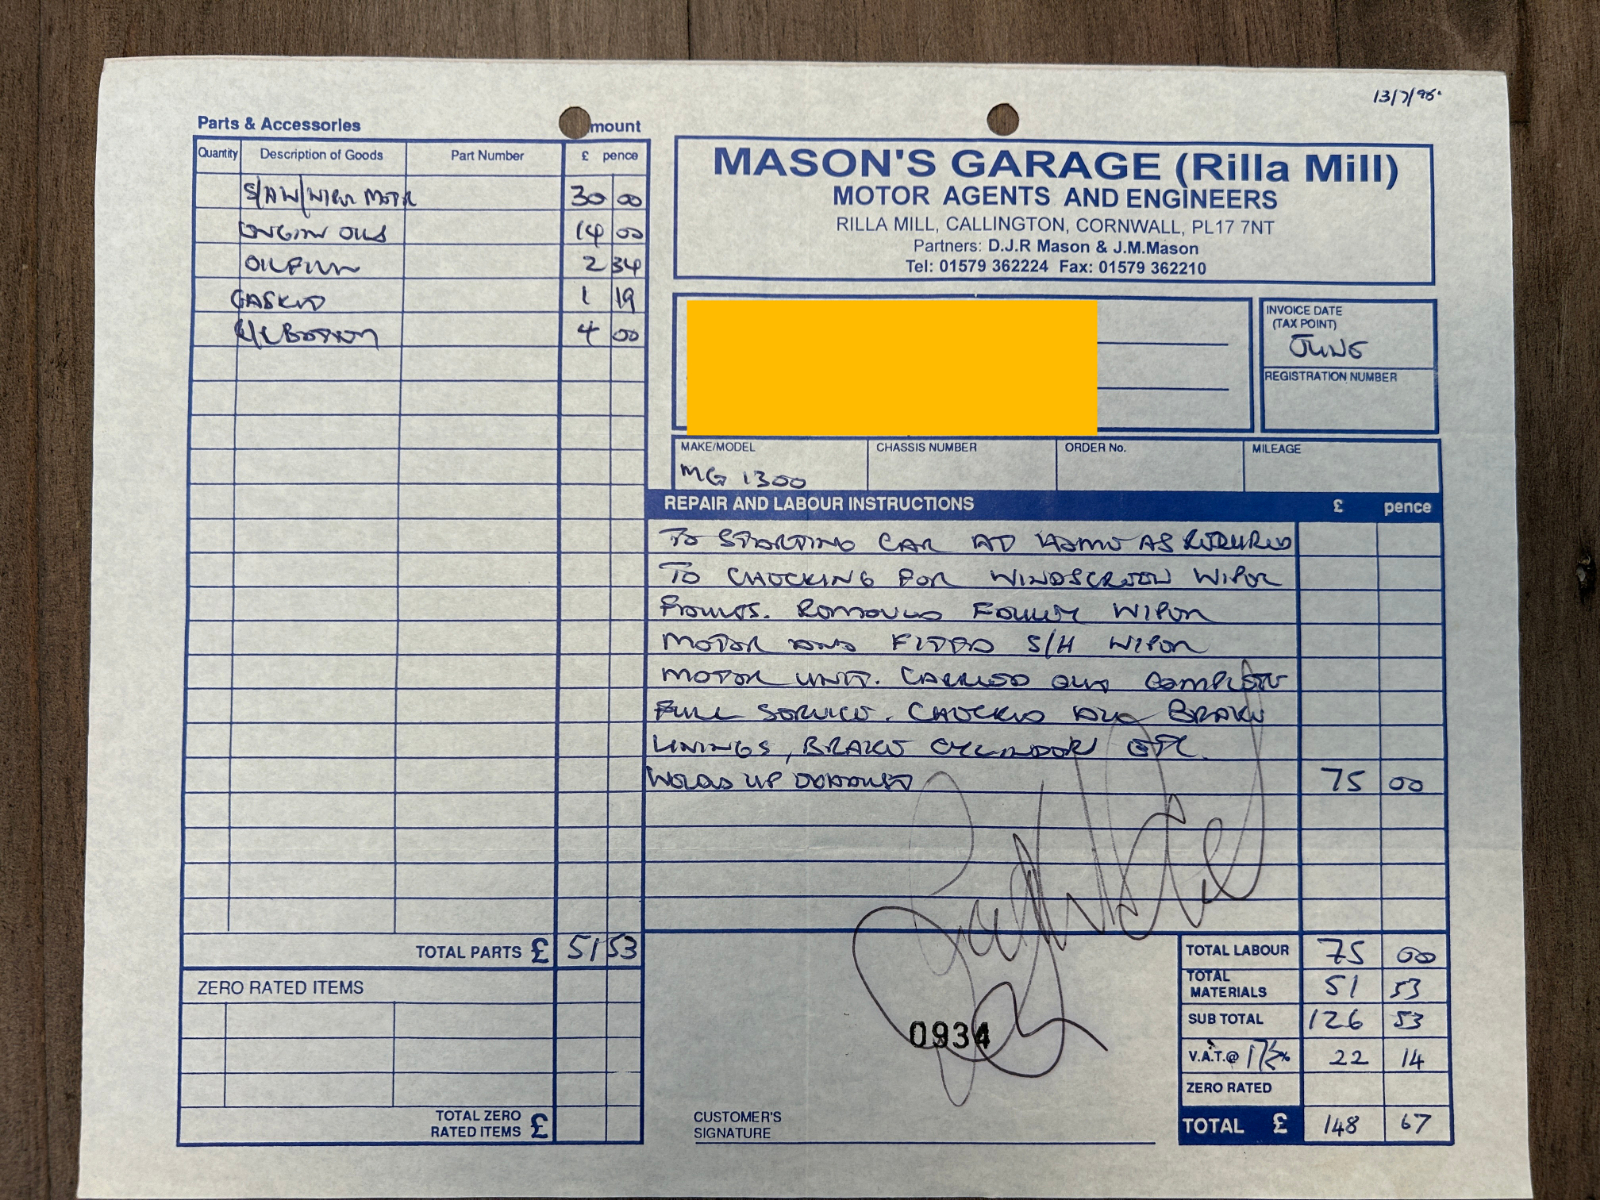 13/7/96.
Parts & Accessories
mount
Quantity Description of Goods Part Number £ pence
S/H W/WIPER MOTOR 30 00
ENGINE OILS 14 00
OILFILTER 2 34
GASKET 1 19
4 00
TOTAL PARTS £ 51 53
ZERO RATED ITEMS
TOTAL ZERO
RATED ITEMS £
MASON'S GARAGE (Rilla Mill)
MOTOR AGENTS AND ENGINEERS
RILLA MILL, CALLINGTON, CORNWALL, PL17 7NT
Partners: D.J.R Mason & J.M.Mason
Tel: 01579 362224 Fax: 01579 362210
INVOICE DATE
(TAX POINT)
JUNE
REGISTRATION NUMBER
MAKE/MODEL CHASSIS NUMBER ORDER No. MILEAGE
MG 1300
REPAIR AND LABOUR INSTRUCTIONS £ pence
TO STARTING CAR AT HOME AS REQUIRED
TO CHECKING FOR WINDSCREEN WIPER
FAULTS. REMOVED FAULTY WIPER
MOTOR AND FITTED S/H WIPER
MOTOR UNIT. CARRIED OUT COMPLETE
FULL SERVICE. CHECKED ALL BRAKE
LININGS, BRAKE CYLINDERS ETC.
UP 75 00
0934
CUSTOMER'S
SIGNATURE
TOTAL LABOUR 75 00
TOTAL
MATERIALS 51 53
SUB TOTAL 126 53
V.A.T.@ 17½% 22 14
ZERO RATED
TOTAL £ 148 67